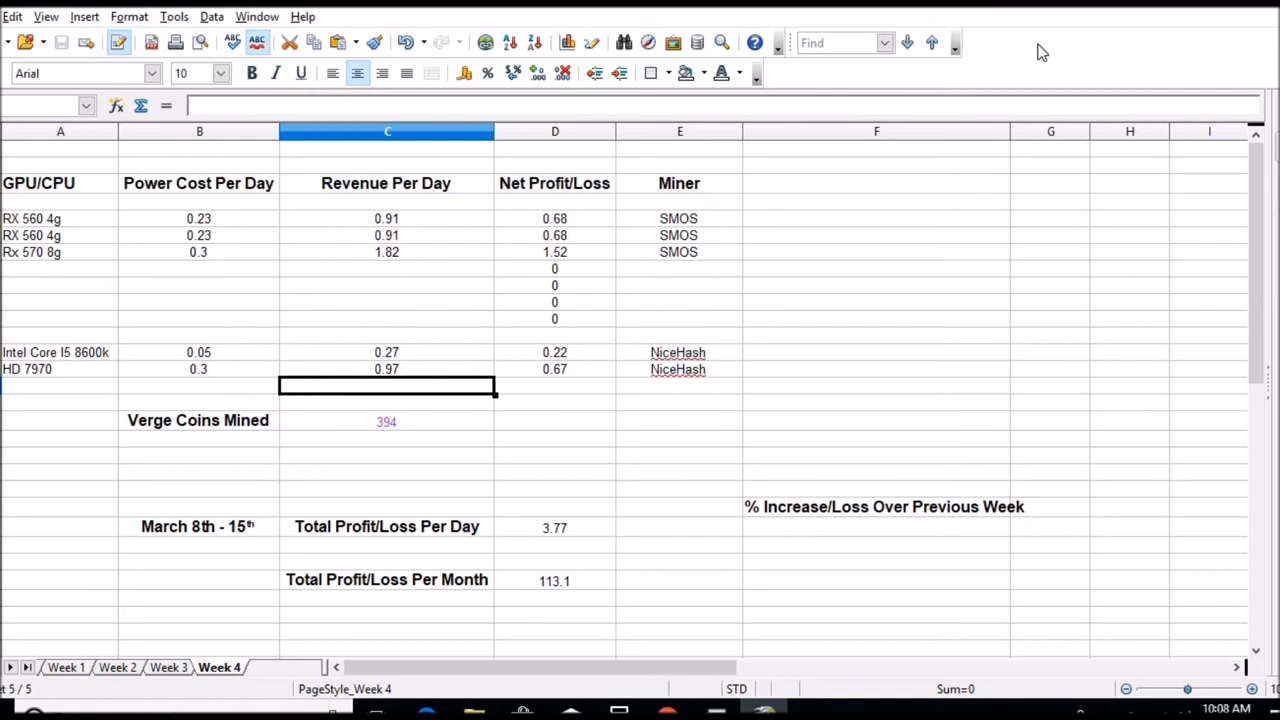 Edit View Insert Format Tools Data Window Help
Find
Arial 10
A B C D E F G H I
GPU/CPU Power Cost Per Day Revenue Per Day Net Profit/Loss Miner
RX 560 4g 0.23 0.91 0.68 SMOS
RX 560 4g 0.23 0.91 0.68 SMOS
Rx 570 8g 0.3 1.82 1.52 SMOS
0
0
0
0
Intel Core I5 8600k 0.05 0.27 0.22 NiceHash
HD 7970 0.3 0.97 0.67 NiceHash
Verge Coins Mined 394
% Increase/Loss Over Previous Week
March 8th - 15th Total Profit/Loss Per Day 3.77
Total Profit/Loss Per Month 113.1
Week 1 Week 2 Week 3 Week 4
5 / 5 PageStyle_Week 4 STD Sum=0
10:08 AM